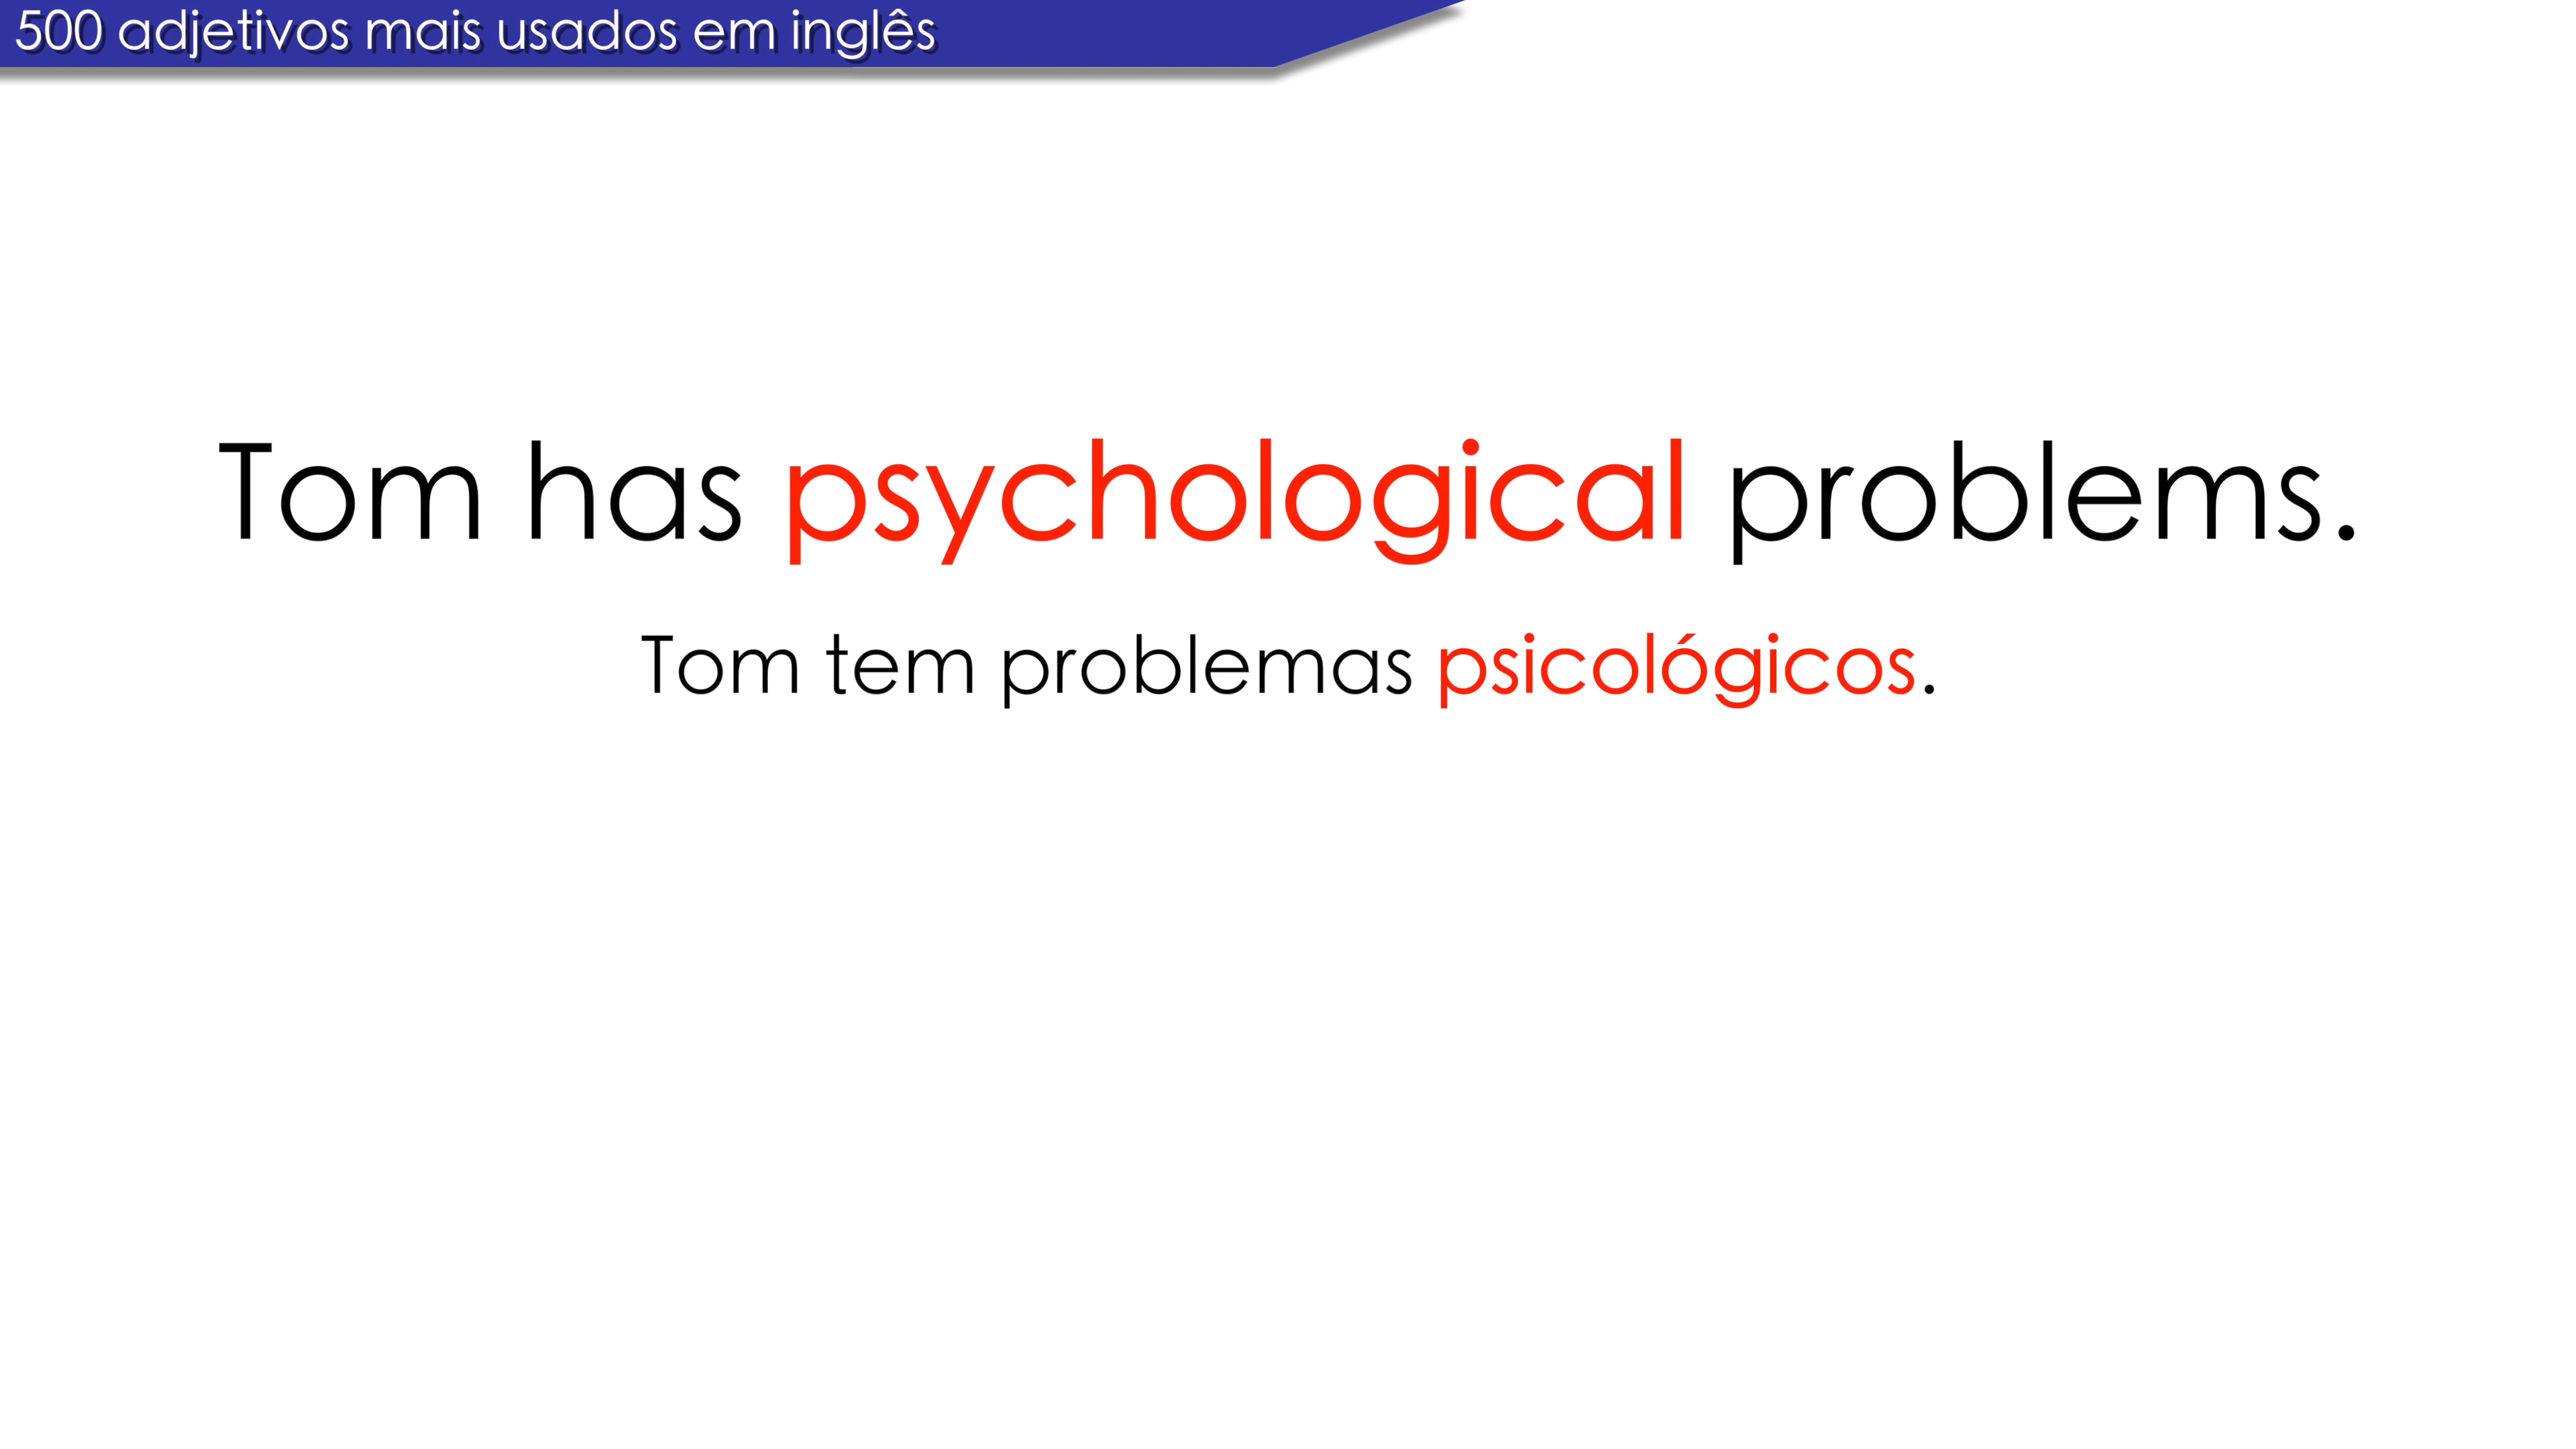 500 adjetivos mais usados em inglês
Tom has psychological problems.
Tom tem problemas psicológicos.